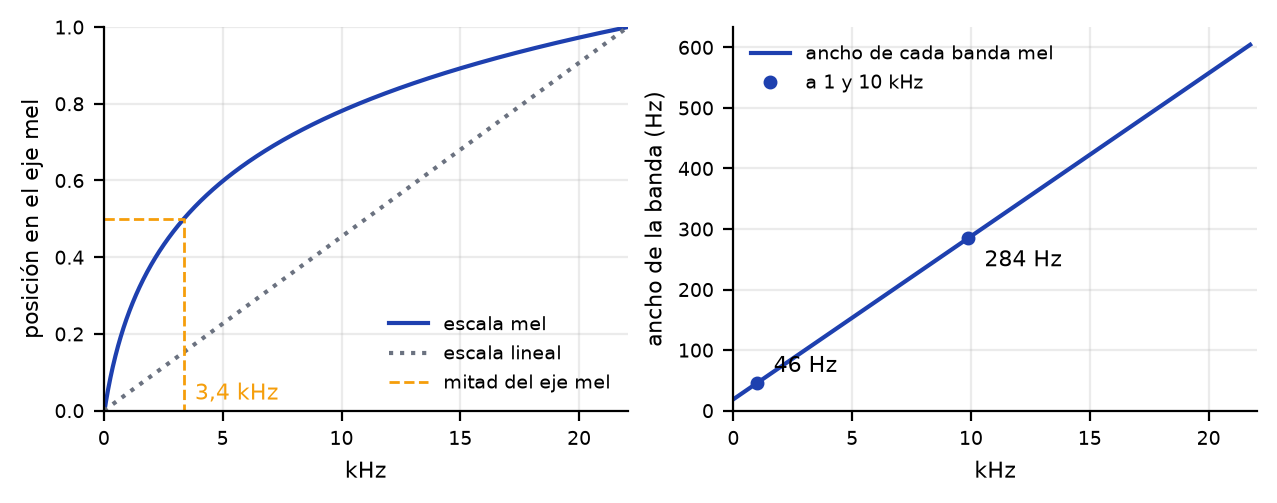 posición en el eje mel
1.0
0.8
0.6
0.4
0.2
0.0
escala mel
escala lineal
mitad del eje mel
3,4 kHz
0 5 10 15 20
kHz
ancho de la banda (Hz)
600
500
400
300
200
100
0
ancho de cada banda mel
a 1 y 10 kHz
284 Hz
46 Hz
0 5 10 15 20
kHz